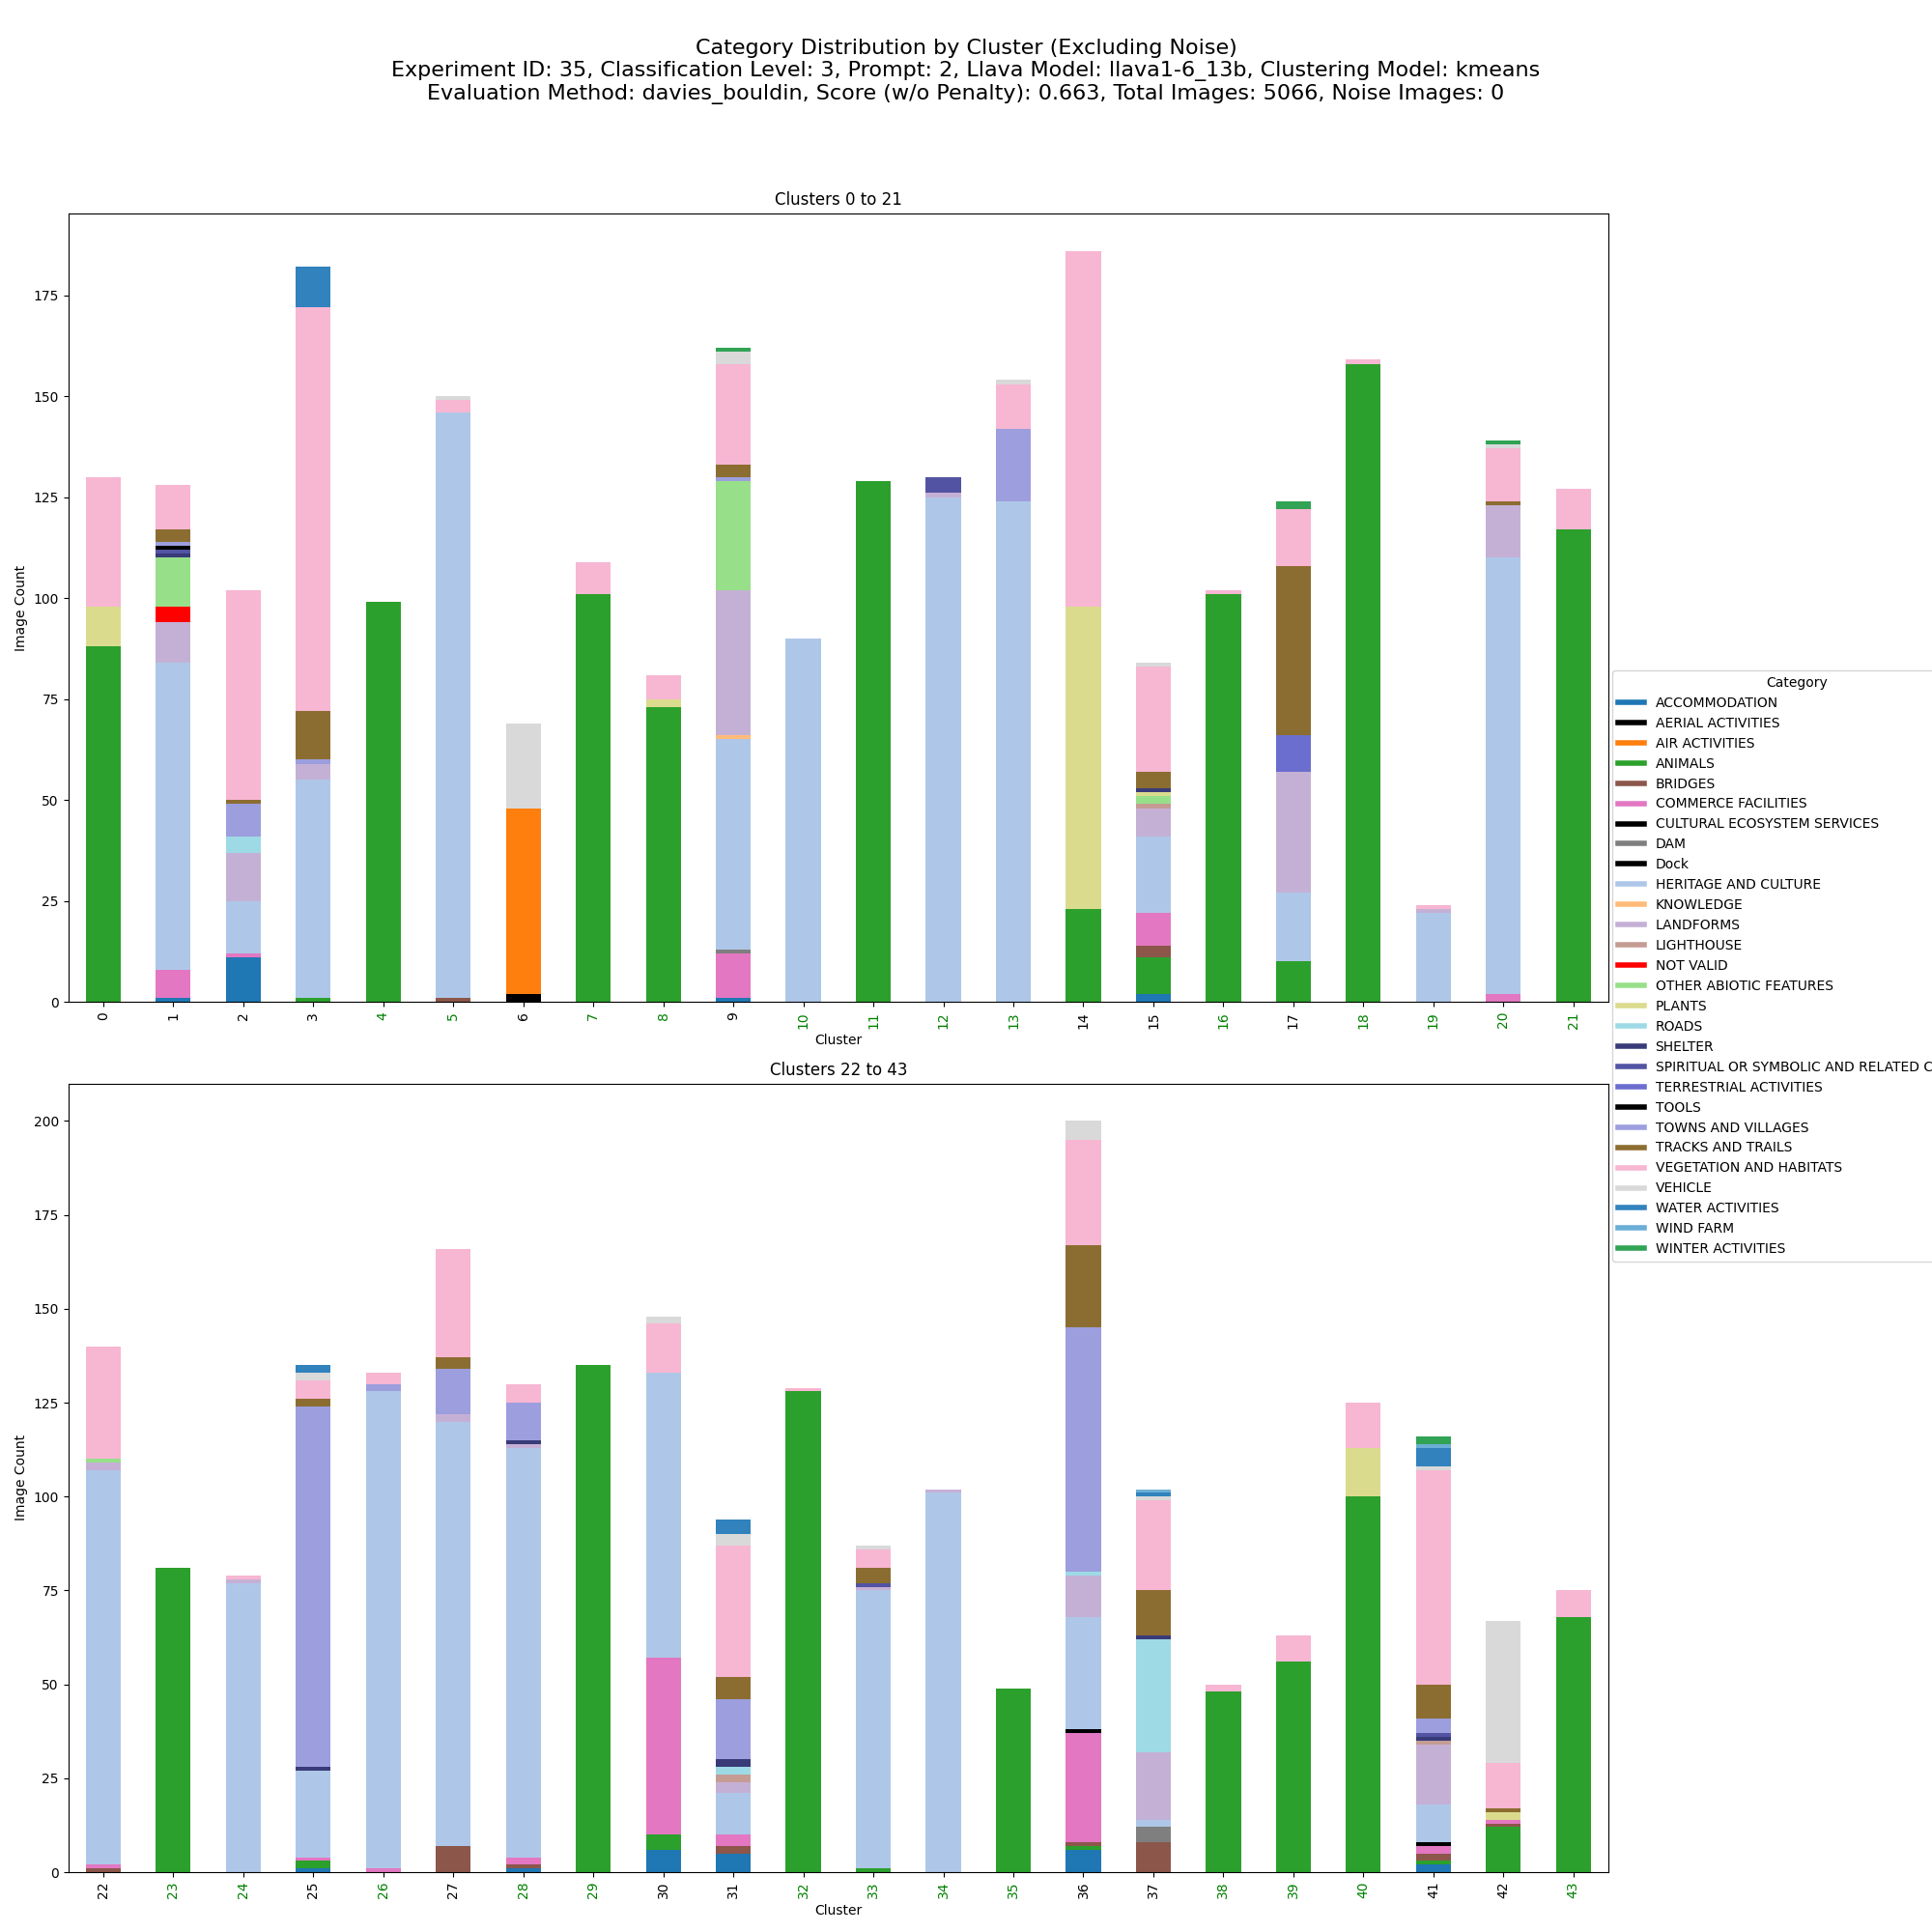 Category Distribution by Cluster (Excluding Noise)
Experiment ID: 35, Classification Level: 3, Prompt: 2, Llava Model: llava1-6_13b, Clustering Model: kmeans
Evaluation Method: davies_bouldin, Score (w/o Penalty): 0.663, Total Images: 5066, Noise Images: 0
Clusters 0 to 21
Image Count
175
150
125
100
75
50
25
0
0 1 2 3 4 5 6 7 8 9 10 11 12 13 14 15 16 17 18 19 20 21
Cluster
Category
ACCOMMODATION
AERIAL ACTIVITIES
AIR ACTIVITIES
ANIMALS
BRIDGES
COMMERCE FACILITIES
CULTURAL ECOSYSTEM SERVICES
DAM
Dock
HERITAGE AND CULTURE
KNOWLEDGE
LANDFORMS
LIGHTHOUSE
NOT VALID
OTHER ABIOTIC FEATURES
PLANTS
ROADS
SHELTER
SPIRITUAL OR SYMBOLIC AND RELATED C
TERRESTRIAL ACTIVITIES
TOOLS
TOWNS AND VILLAGES
TRACKS AND TRAILS
VEGETATION AND HABITATS
VEHICLE
WATER ACTIVITIES
WIND FARM
WINTER ACTIVITIES
Clusters 22 to 43
Image Count
200
175
150
125
100
75
50
25
0
22 23 24 25 26 27 28 29 30 31 32 33 34 35 36 37 38 39 40 41 42 43
Cluster